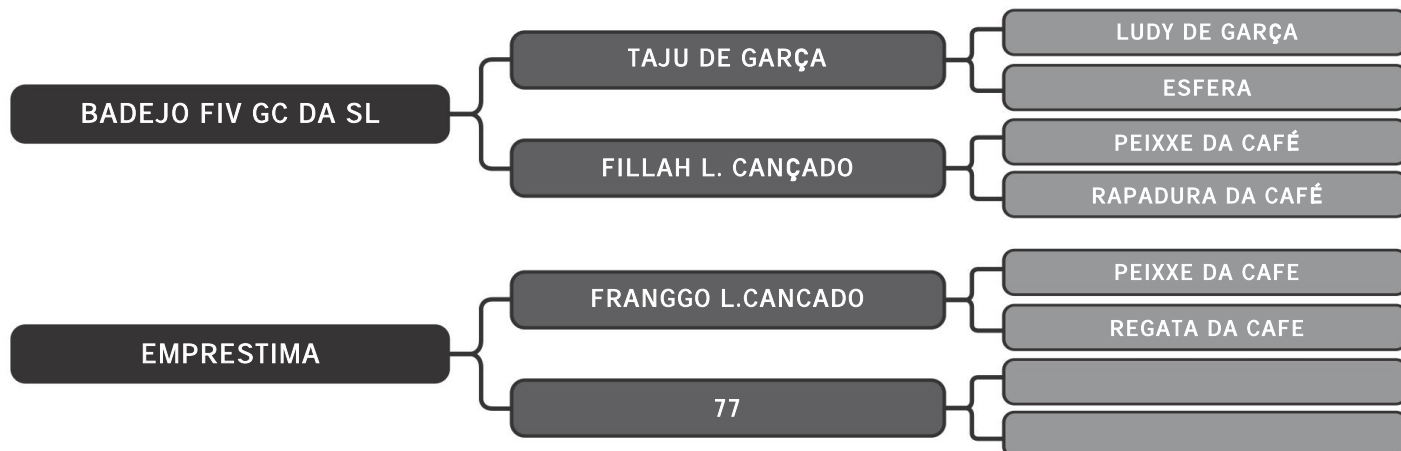 BADEJO FIV GC DA SL
TAJU DE GARÇA
LUDY DE GARÇA
ESFERA
FILLAH L. CANÇADO
PEIXXE DA CAFÉ
RAPADURA DA CAFÉ
EMPRESTIMA
FRANGGO L.CANCADO
PEIXXE DA CAFE
REGATA DA CAFE
77